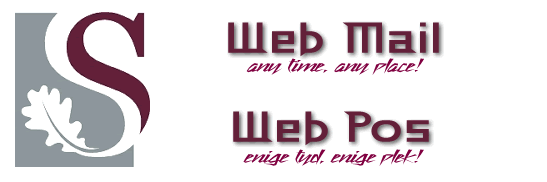 S
Web Mail
any time, any place!
Web Pos
enige tyd, enige plek!